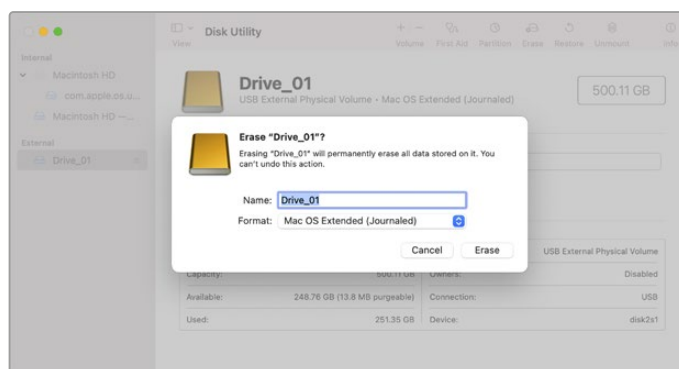 Disk Utility
View
Volume First Aid Partition Erase Restore Unmount Info
Internal
Macintosh HD
com.apple.os.u...
Macintosh HD —...
External
Drive_01
Drive_01
USB External Physical Volume • Mac OS Extended (Journaled)
500.11 GB
Erase “Drive_01”?
Erasing “Drive_01” will permanently erase all data stored on it. You
can’t undo this action.
Name: Drive_01
Format: Mac OS Extended (Journaled)
Cancel Erase
USB External Physical Volume
Capacity: 500.11 GB Owners: Disabled
Available: 248.76 GB (13.8 MB purgeable) Connection: USB
Used: 251.35 GB Device: disk2s1